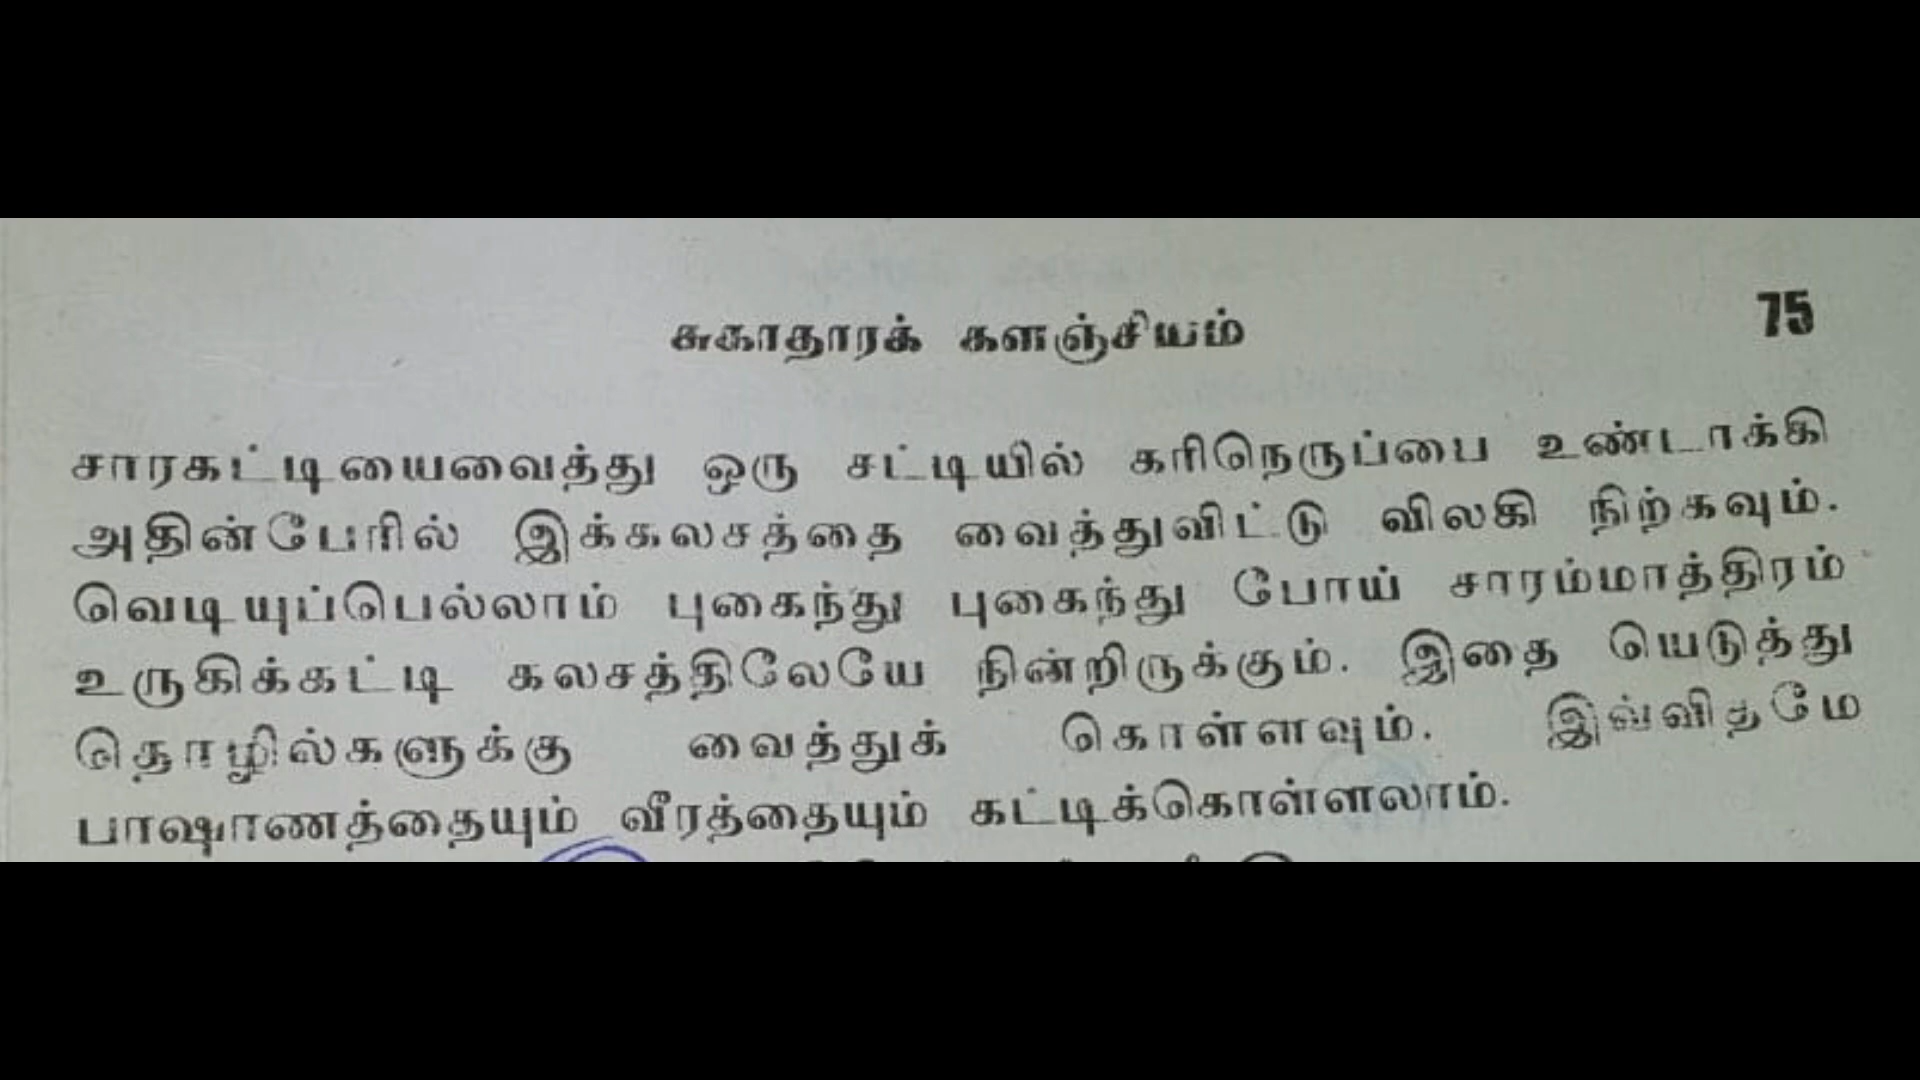 சுகாதாரக் களஞ்சியம்
75
சாரகட்டியைவைத்து ஒரு சட்டியில் கரிநெருப்பை உண்டாக்கி
அதின்பேரில் இக்கலசத்தை வைத்துவிட்டு விலகி நிற்கவும்.
வெடியுப்பெல்லாம் புகைந்து புகைந்து போய் சாரம்மாத்திரம்
உருகிக்கட்டி கலசத்திலேயே நின்றிருக்கும். இதை யெடுத்து
தொழில்களுக்கு வைத்துக் கொள்ளவும். இவ்விதமே
பாஷாணத்தையும் வீரத்தையும் கட்டிக்கொள்ளலாம்.